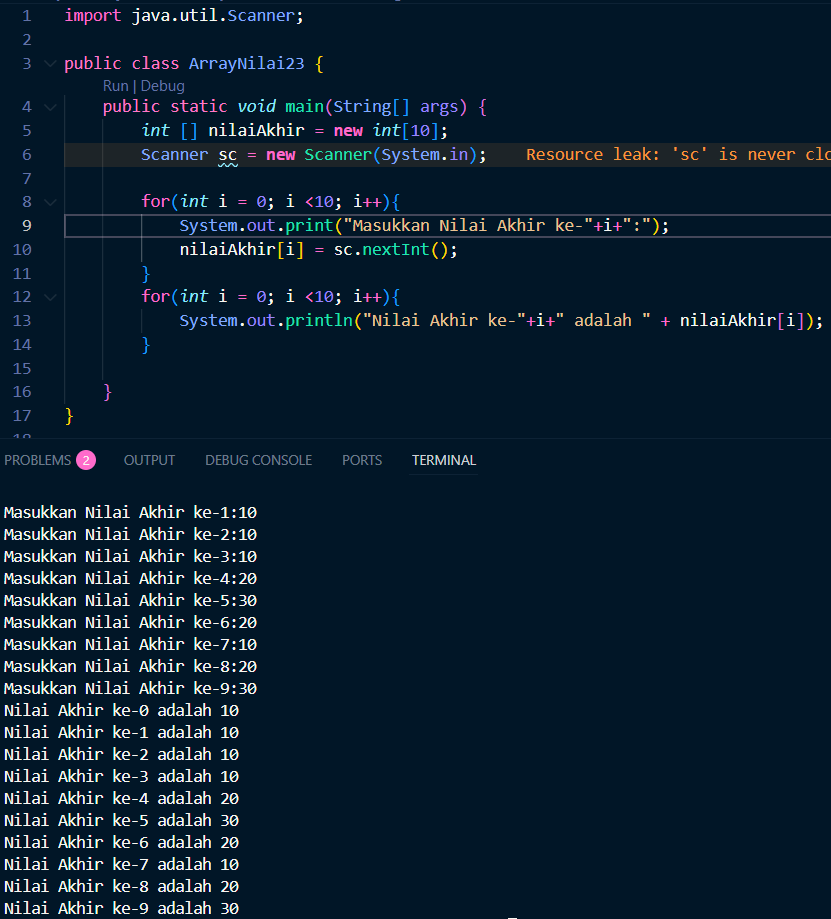 1 import java.util.Scanner;
2
3 public class ArrayNilai23 {
Run | Debug
4 public static void main(String[] args) {
5 int [] nilaiAkhir = new int[10];
6 Scanner sc = new Scanner(System.in); Resource leak: 'sc' is never clo
7
8 for(int i = 0; i <10; i++){
9 System.out.print("Masukkan Nilai Akhir ke-"+i+":");
10 nilaiAkhir[i] = sc.nextInt();
11 }
12 for(int i = 0; i <10; i++){
13 System.out.println("Nilai Akhir ke-"+i+" adalah " + nilaiAkhir[i]);
14 }
15
16 }
17 }
18
PROBLEMS 2 OUTPUT DEBUG CONSOLE PORTS TERMINAL
Masukkan Nilai Akhir ke-1:10
Masukkan Nilai Akhir ke-2:10
Masukkan Nilai Akhir ke-3:10
Masukkan Nilai Akhir ke-4:20
Masukkan Nilai Akhir ke-5:30
Masukkan Nilai Akhir ke-6:20
Masukkan Nilai Akhir ke-7:10
Masukkan Nilai Akhir ke-8:20
Masukkan Nilai Akhir ke-9:30
Nilai Akhir ke-0 adalah 10
Nilai Akhir ke-1 adalah 10
Nilai Akhir ke-2 adalah 10
Nilai Akhir ke-3 adalah 10
Nilai Akhir ke-4 adalah 20
Nilai Akhir ke-5 adalah 30
Nilai Akhir ke-6 adalah 20
Nilai Akhir ke-7 adalah 10
Nilai Akhir ke-8 adalah 20
Nilai Akhir ke-9 adalah 30